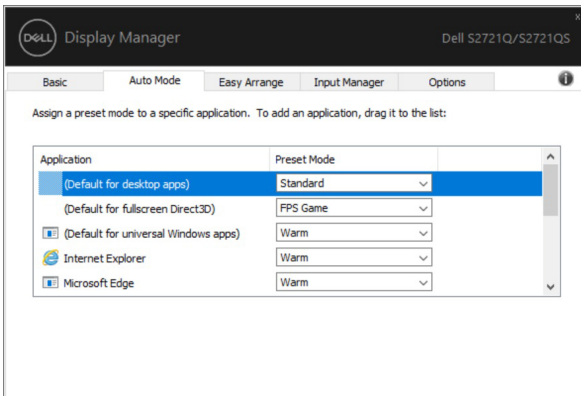 DELL Display Manager Dell S2721Q/S2721QS
Basic Auto Mode Easy Arrange Input Manager Options
Assign a preset mode to a specific application. To add an application, drag it to the list:
Application Preset Mode
(Default for desktop apps) Standard
(Default for fullscreen Direct3D) FPS Game
(Default for universal Windows apps) Warm
Internet Explorer Warm
Microsoft Edge Warm